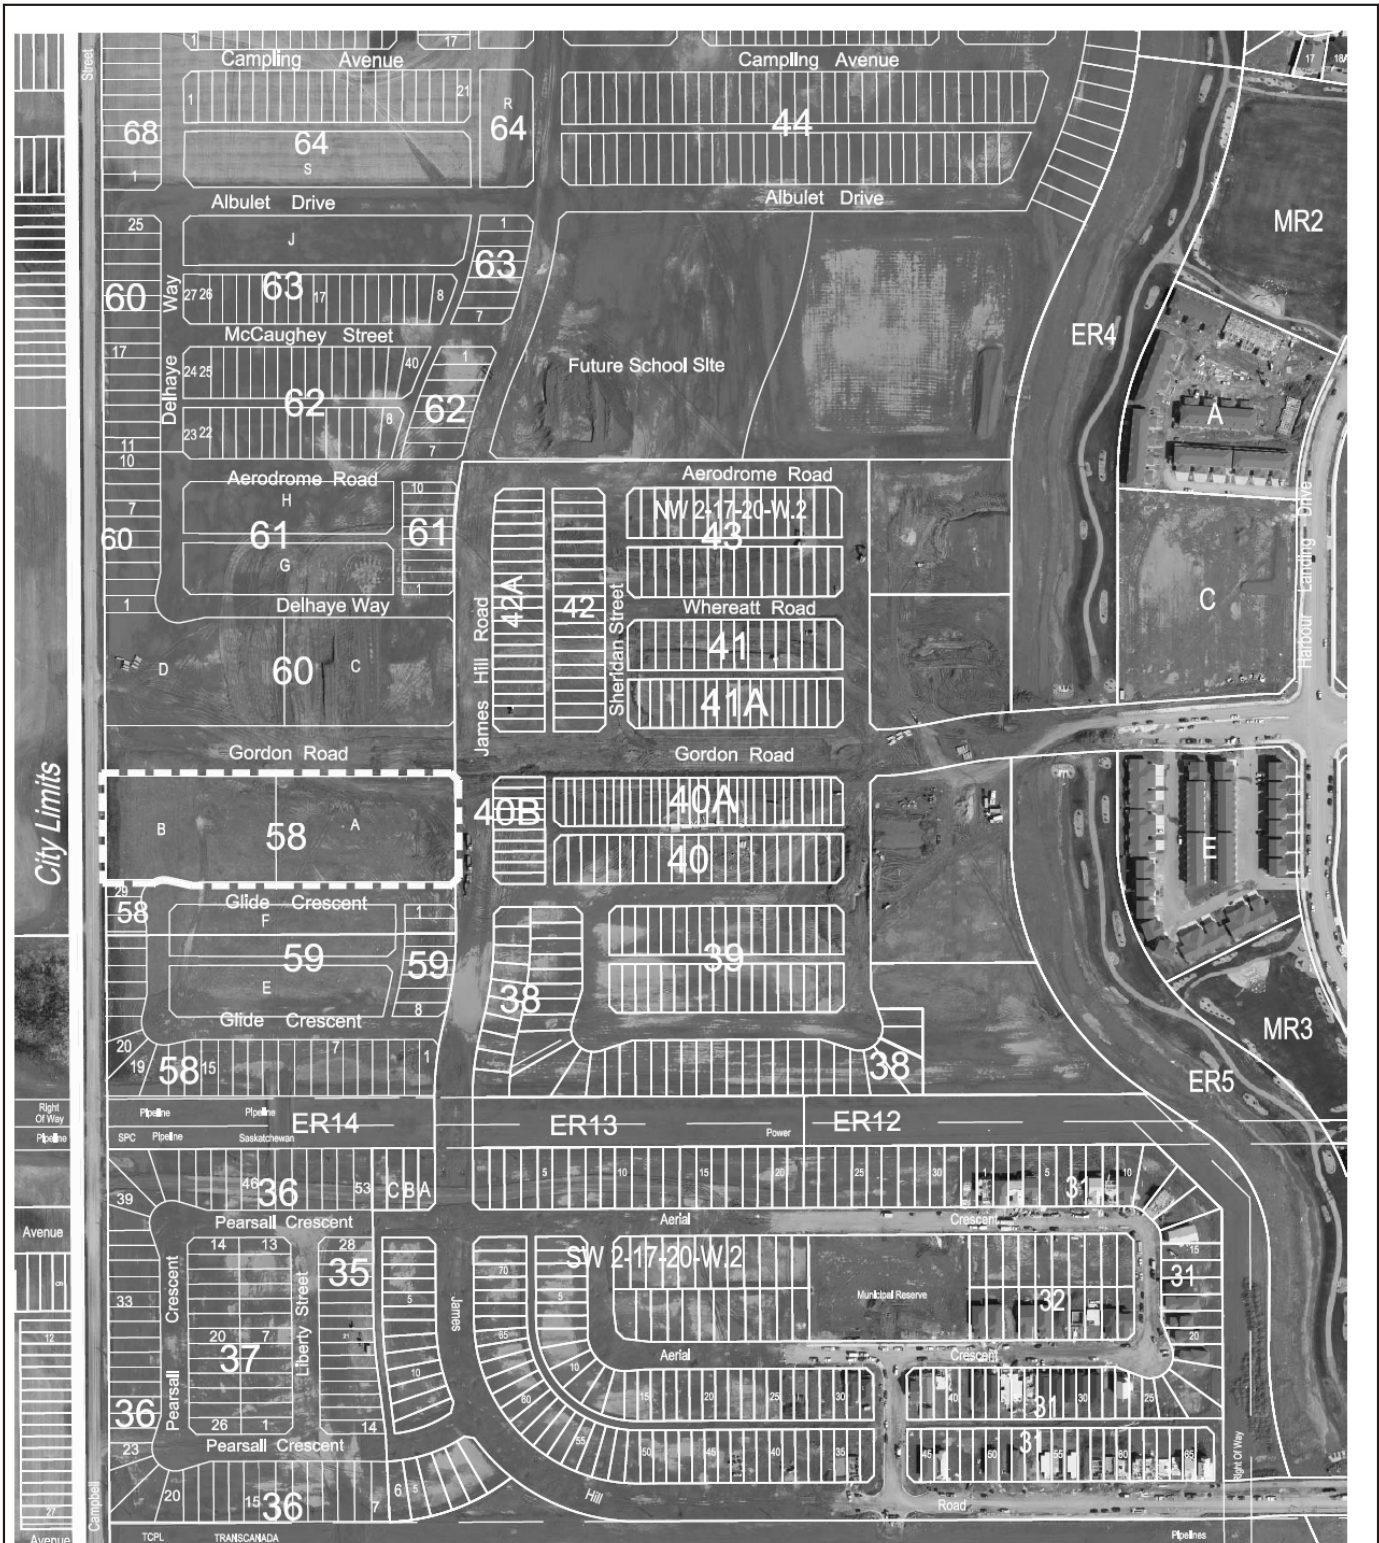 1
17
Campling Avenue
Campling Avenue
17
18A
Street
1
21
R
68
64
64
44
S
1
Albulet Drive
Albulet Drive
MR2
25
1
J
63
60
Way
27 26
63
17
8
7
McCaughey Street
ER4
17
24 25
40
1
Future School Site
Delhaye
62
62
A
23 22
8
11
7
10
Aerodrome Road
Aerodrome Road
H
10
NW 2-17-20-W.2
7
61
61
43
60
G
42A
42
Harbour Landing Drive
1
1
C
Delhaye Way
Whereatt Road
James Hill Road
Sheridan Street
41
D
60
C
41A
Gordon Road
Gordon Road
City Limits
40B
40A
B
58
A
40
E
29
58
Glide Crescent
F
1
59
59
39
E
38
8
Glide Crescent
MR3
20
19
58
15
7
1
38
ER5
Right
Of Way
Pipeline
Pipeline
Pipeline
SPC Pipeline
Saskatchewan
ER14
ER13
Power
ER12
39
46
36
53
C B A
5
10
15
20
25
30
1
5
31
10
Avenue
Pearsall Crescent
Aerial
Crescent
14
13
28
35
70
5
SW 2-17-20-W.2
15
9
33
Crescent
Liberty Street
5
James
Municipal Reserve
32
31
12
20
7
21
65
20
37
Aerial
Crescent
10
10
Pearsall
60
15
20
25
30
40
31
30
25
36
26
1
14
23
Pearsall Crescent
55
50
45
40
35
45
50
31
55
60
65
Right Of Way
20
15
36
7
6
5
Hill
Road
27
Campbell
Avenue
TCPL
TRANSCANADA
Pipelines